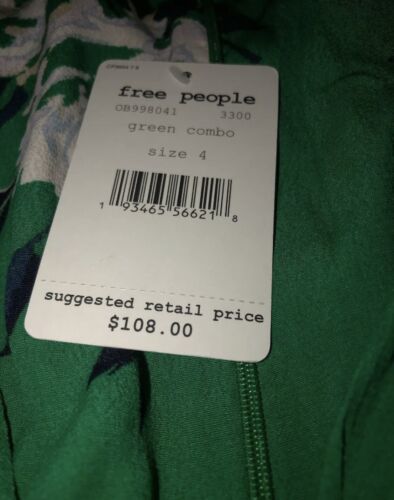 free people
OB998041 3300
green combo
size 4
1 93465 56621 8
suggested retail price
$108.00